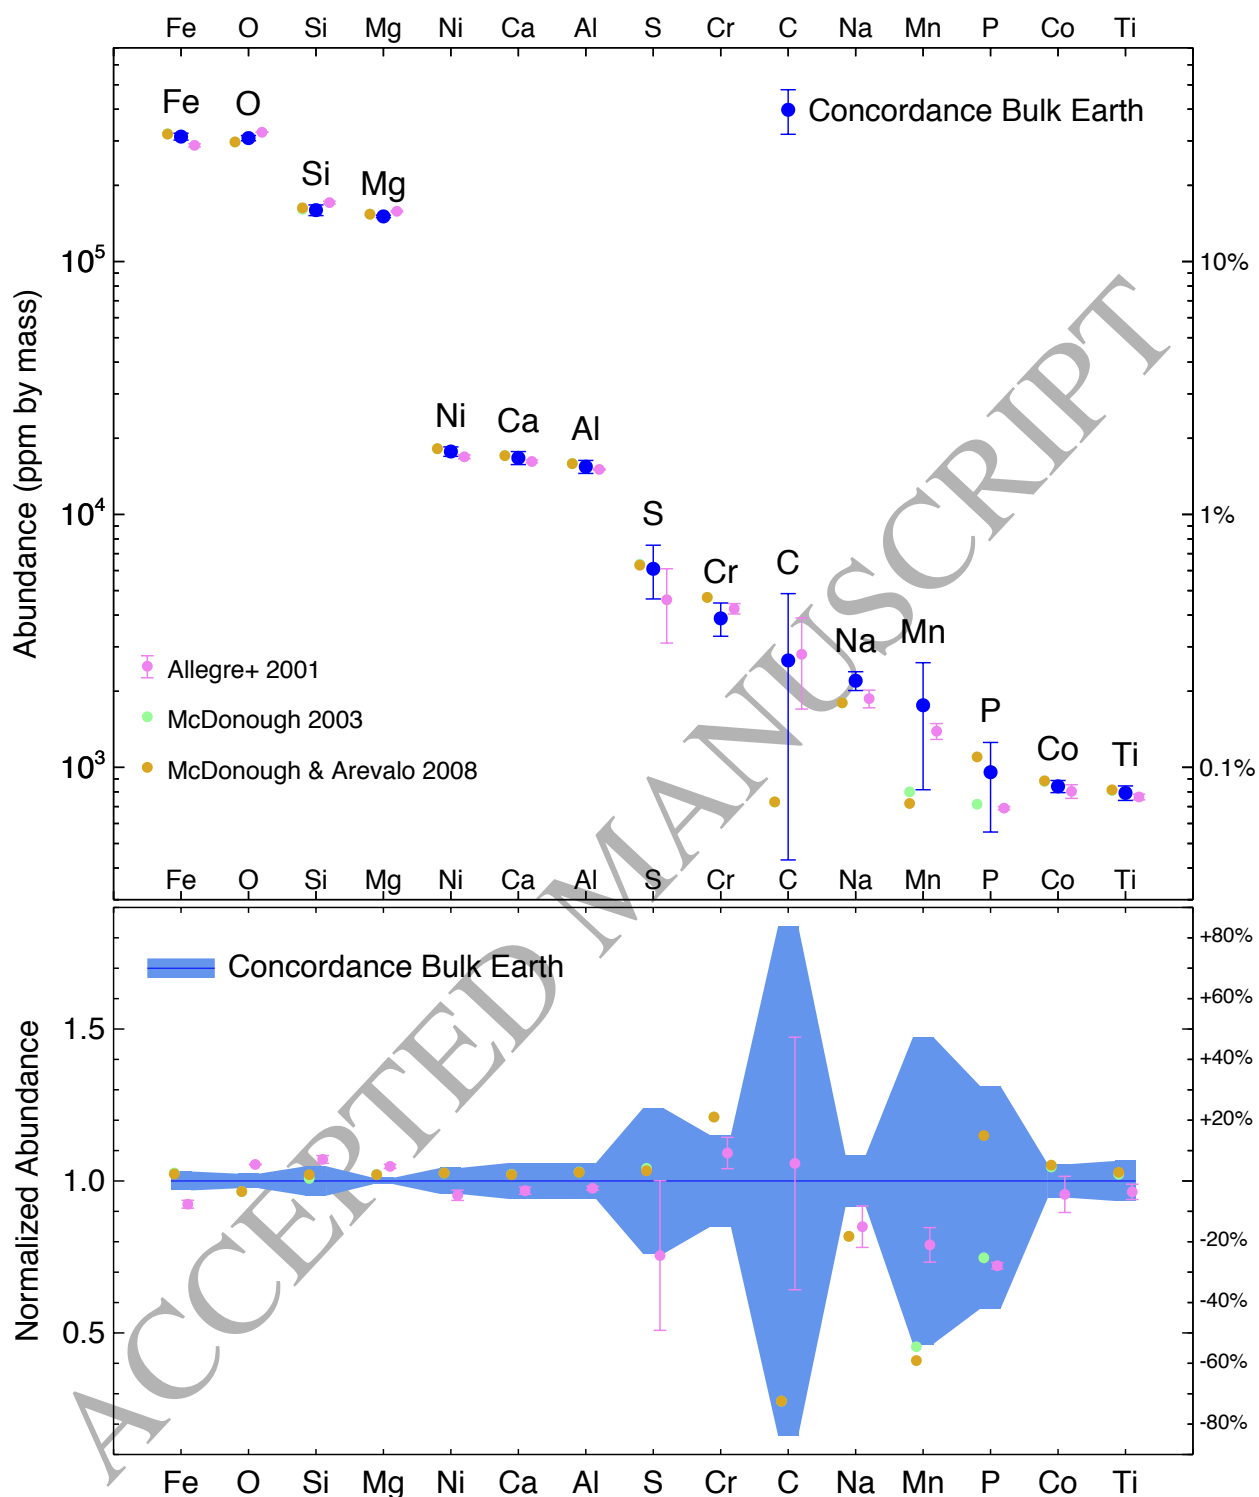 Fe O Si Mg Ni Ca Al S Cr C Na Mn P Co Ti
Concordance Bulk Earth
Fe O
Si Mg
Ni Ca Al
S
Cr C
Na Mn
P
Co Ti
Abundance (ppm by mass)
10^5
10^4
10^3
10%
1%
0.1%
Allegre+ 2001
McDonough 2003
McDonough & Arevalo 2008
Fe O Si Mg Ni Ca Al S Cr C Na Mn P Co Ti
Concordance Bulk Earth
Normalized Abundance
1.5
1.0
0.5
+80%
+60%
+40%
+20%
-20%
-40%
-60%
-80%
Fe O Si Mg Ni Ca Al S Cr C Na Mn P Co Ti
ACCEPTED MANUSCRIPT